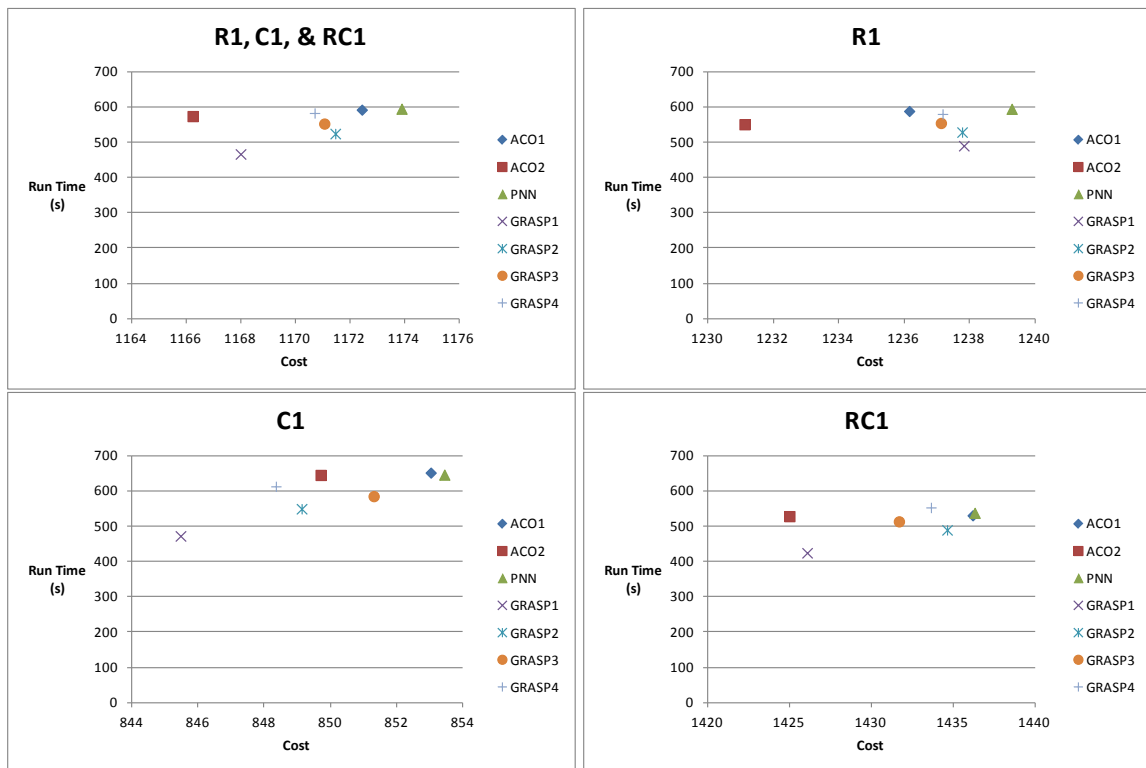 R1, C1, & RC1
700
600
500
400
300
200
100
0
Run Time
(s)
1164 1166 1168 1170 1172 1174 1176
Cost
ACO1
ACO2
PNN
GRASP1
GRASP2
GRASP3
GRASP4
R1
700
600
500
400
300
200
100
0
Run Time
(s)
1230 1232 1234 1236 1238 1240
Cost
ACO1
ACO2
PNN
GRASP1
GRASP2
GRASP3
GRASP4
C1
700
600
500
400
300
200
100
0
Run Time
(s)
844 846 848 850 852 854
Cost
ACO1
ACO2
PNN
GRASP1
GRASP2
GRASP3
GRASP4
RC1
700
600
500
400
300
200
100
0
Run Time
(s)
1420 1425 1430 1435 1440
Cost
ACO1
ACO2
PNN
GRASP1
GRASP2
GRASP3
GRASP4